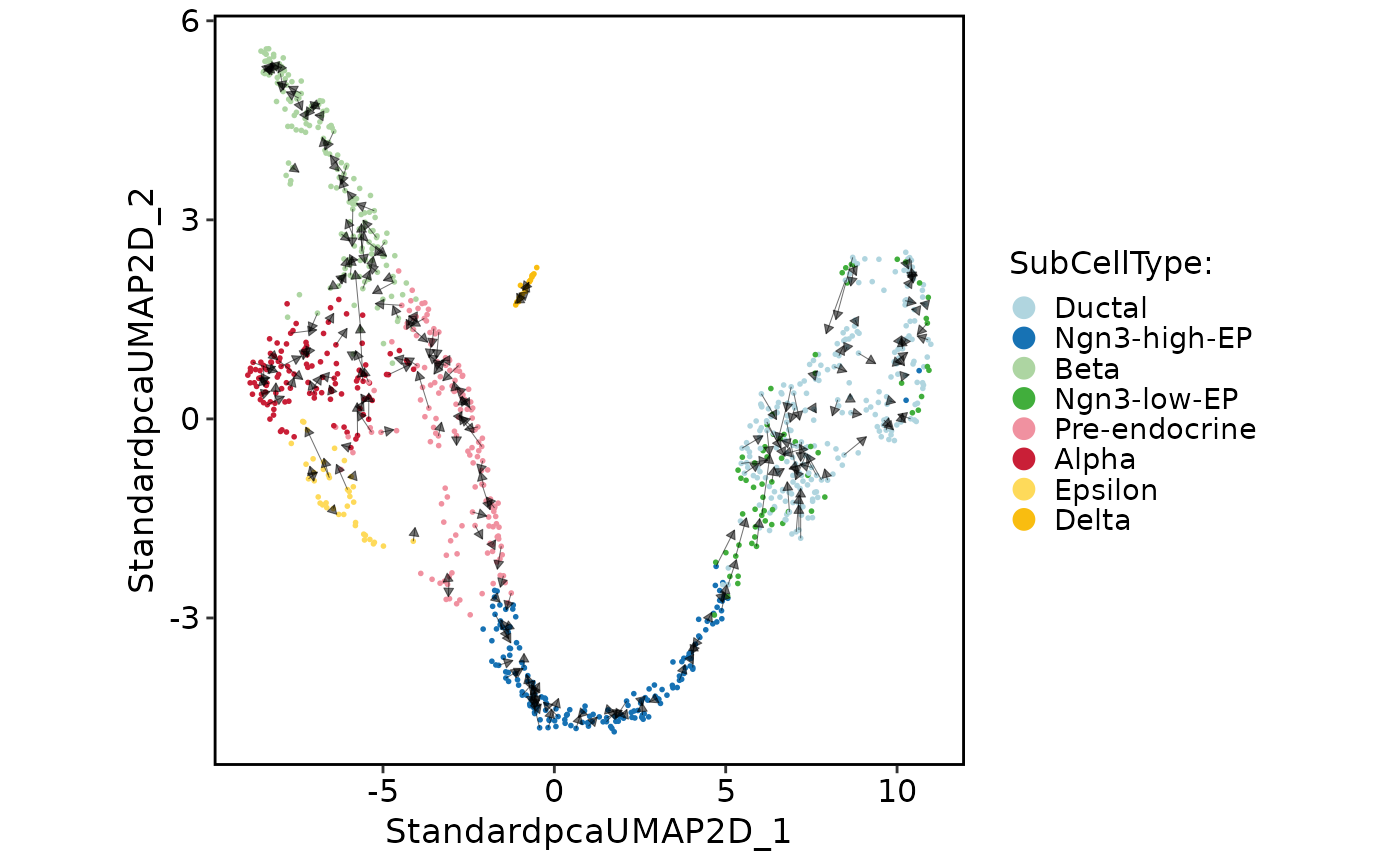 6
3
0
-3
StandardpcaUMAP2D_2
-5
0
5
10
StandardpcaUMAP2D_1
SubCellType:
Ductal
Ngn3-high-EP
Beta
Ngn3-low-EP
Pre-endocrine
Alpha
Epsilon
Delta